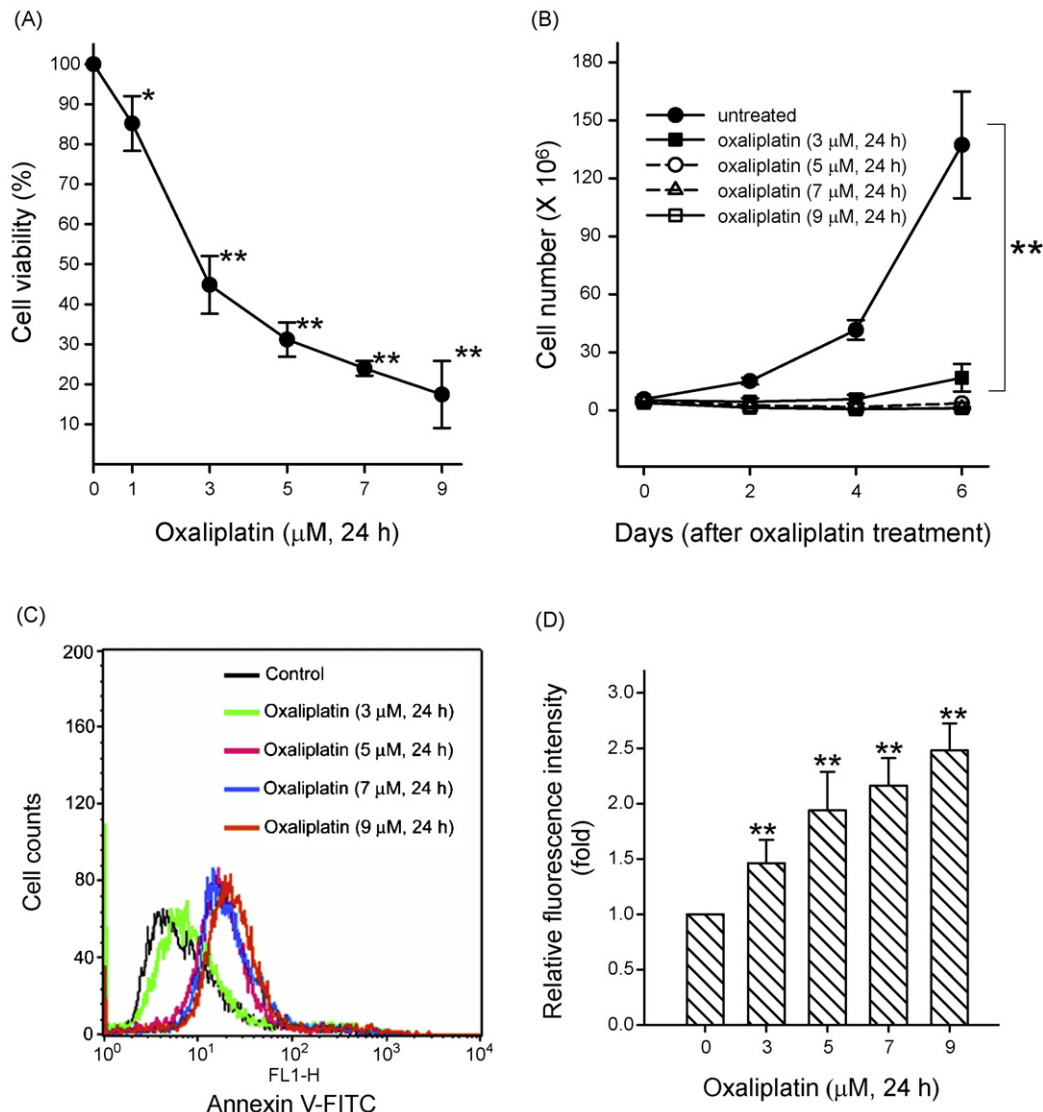 (A)
100
90
80
70
60
50
40
30
20
10
Cell viability (%)
*
**
**
**
**
0 1 3 5 7 9
Oxaliplatin (μM, 24 h)
(B)
180
150
120
90
60
30
0
Cell number (X 10⁶)
untreated
oxaliplatin (3 μM, 24 h)
oxaliplatin (5 μM, 24 h)
oxaliplatin (7 μM, 24 h)
oxaliplatin (9 μM, 24 h)
**
0 2 4 6
Days (after oxaliplatin treatment)
(C)
200
160
120
80
40
0
Cell counts
Control
Oxaliplatin (3 μM, 24 h)
Oxaliplatin (5 μM, 24 h)
Oxaliplatin (7 μM, 24 h)
Oxaliplatin (9 μM, 24 h)
10⁰ 10¹ 10² 10³ 10⁴
FL1-H
Annexin V-FITC
(D)
3.0
2.5
2.0
1.5
1.0
0.5
0.0
Relative fluorescence intensity
(fold)
**
**
**
**
0 3 5 7 9
Oxaliplatin (μM, 24 h)